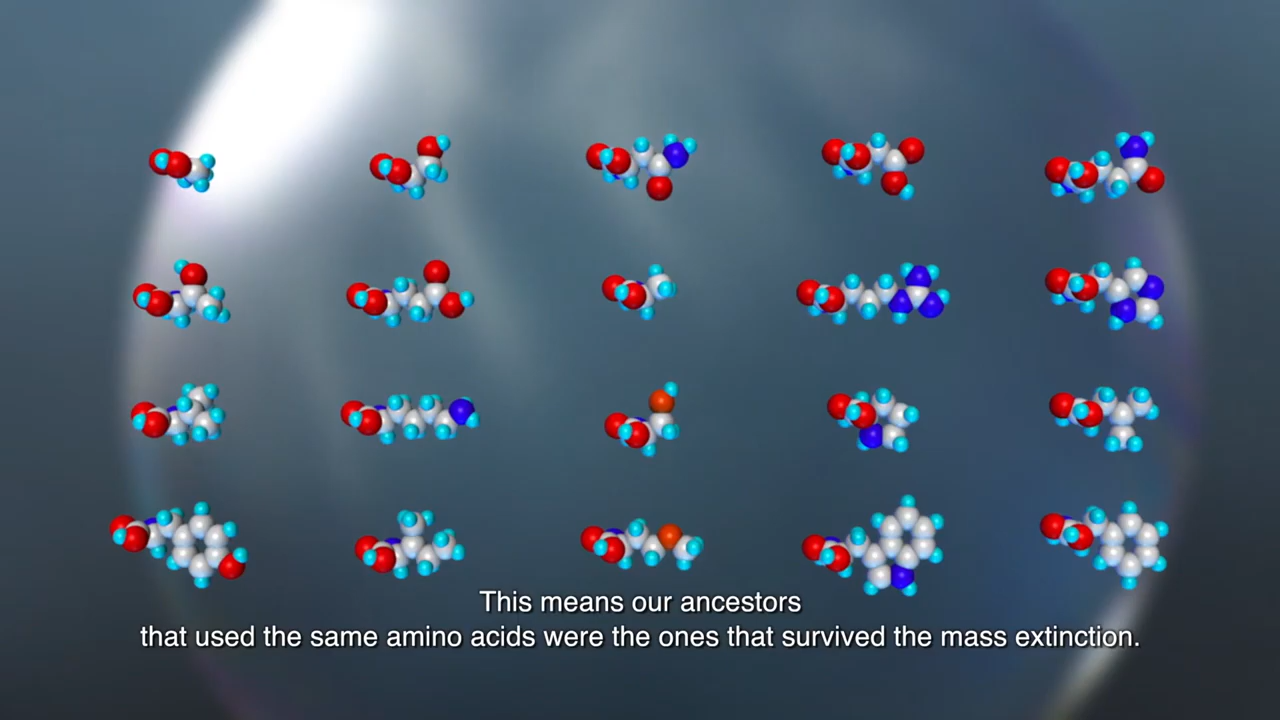 This means our ancestors
that used the same amino acids were the ones that survived the mass extinction.